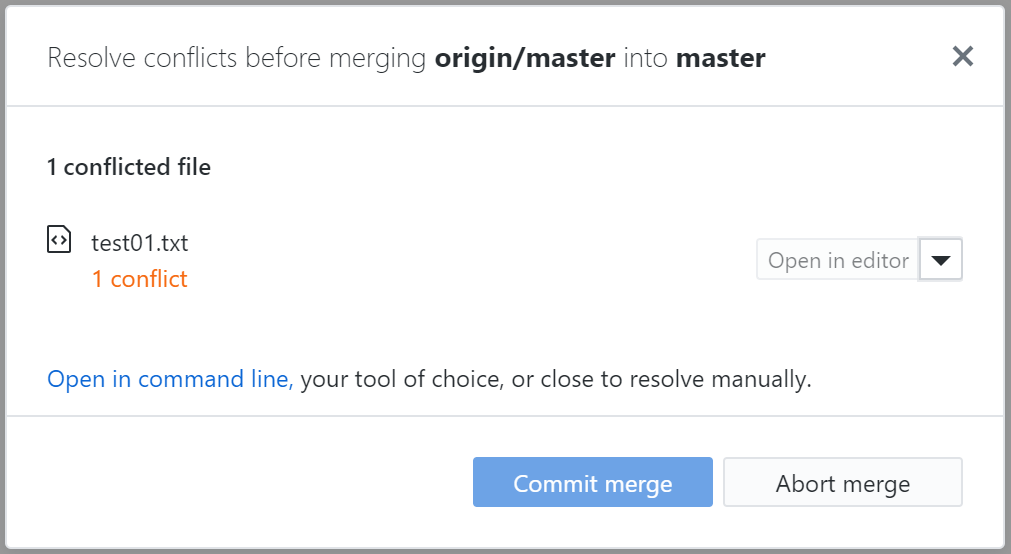 Resolve conflicts before merging origin/master into master
1 conflicted file
test01.txt
1 conflict
Open in editor
Open in command line, your tool of choice, or close to resolve manually.
Commit merge
Abort merge